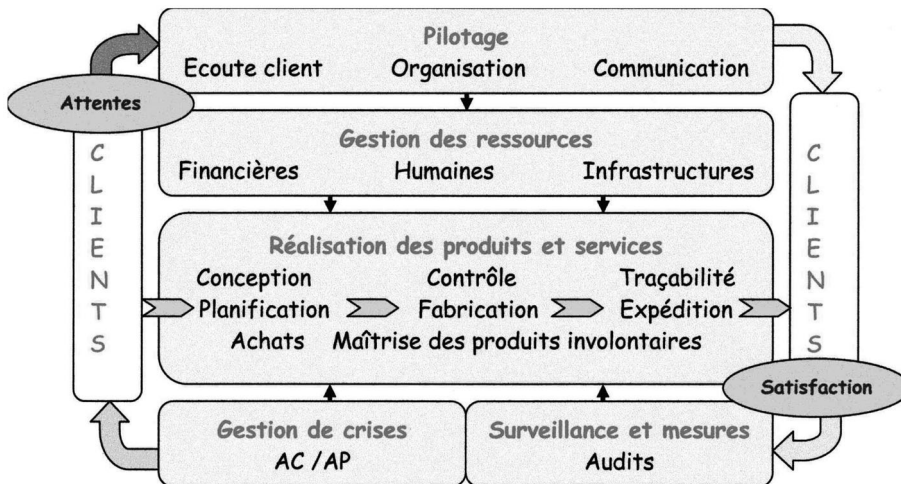 Pilotage
Ecoute client Organisation Communication
Attentes
Gestion des ressources
Financières Humaines Infrastructures
CLIENTS
CLIENTS
Réalisation des produits et services
Conception Contrôle Traçabilité
Planification Fabrication Expédition
Achats Maîtrise des produits involontaires
Satisfaction
Gestion de crises
AC /AP
Surveillance et mesures
Audits